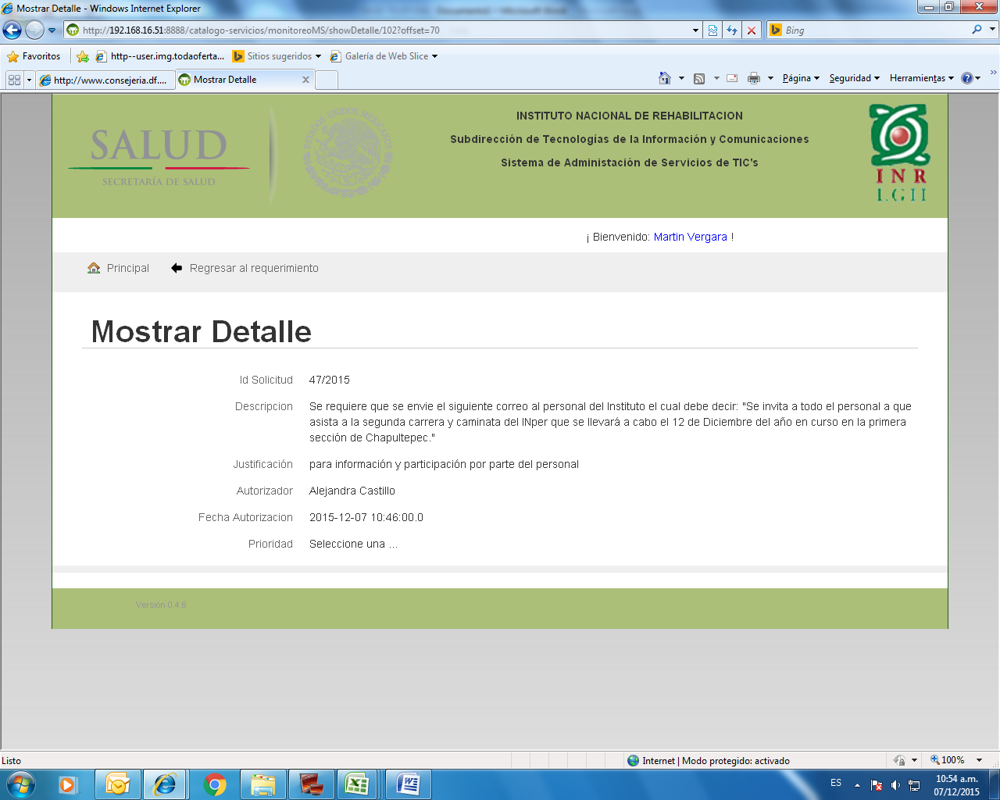 Mostrar Detalle - Windows Internet Explorer
http://192.168.16.51:8888/catalogo-servicios/monitoreoMS/showDetalle/102?offset=70
Bing
Favoritos
http--user.img.todaoferta...
Sitios sugeridos
Galería de Web Slice
http://www.consejeria.df....
Mostrar Detalle
Página
Seguridad
Herramientas
SALUD
SECRETARÍA DE SALUD
ESTADOS UNIDOS MEXICANOS
INSTITUTO NACIONAL DE REHABILITACION
Subdirección de Tecnologías de la Información y Comunicaciones
Sistema de Administación de Servicios de TIC's
INR
LGII
¡ Bienvenido: Martin Vergara !
Principal
Regresar al requerimiento
Mostrar Detalle
Id Solicitud 47/2015
Descripcion Se requiere que se envie el siguiente correo al personal del Instituto el cual debe decir: "Se invita a todo el personal a que
asista a la segunda carrera y caminata del INper que se llevará a cabo el 12 de Diciembre del año en curso en la primera
sección de Chapultepec."
Justificación para información y participación por parte del personal
Autorizador Alejandra Castillo
Fecha Autorizacion 2015-12-07 10:46:00.0
Prioridad Seleccione una ...
Versión 0.4.6
Listo
Internet | Modo protegido: activado
100%
ES
10:54 a.m.
07/12/2015